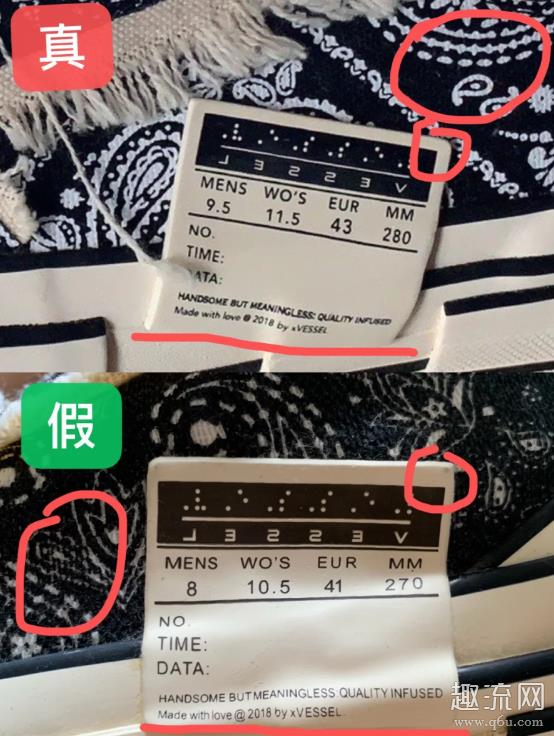 真
L E S S E V
MENS WO'S EUR MM
9.5 11.5 43 280
NO.
TIME:
DATA:
HANDSOME BUT MEANINGLESS: QUALITY INFUSED
Made with love @ 2018 by xVESSEL
假
L E S S E V
MENS WO'S EUR MM
8 10.5 41 270
NO.
TIME:
DATA:
HANDSOME BUT MEANINGLESS: QUALITY INFUSED
Made with love @ 2018 by xVESSEL
趣流网
www.q6u.com